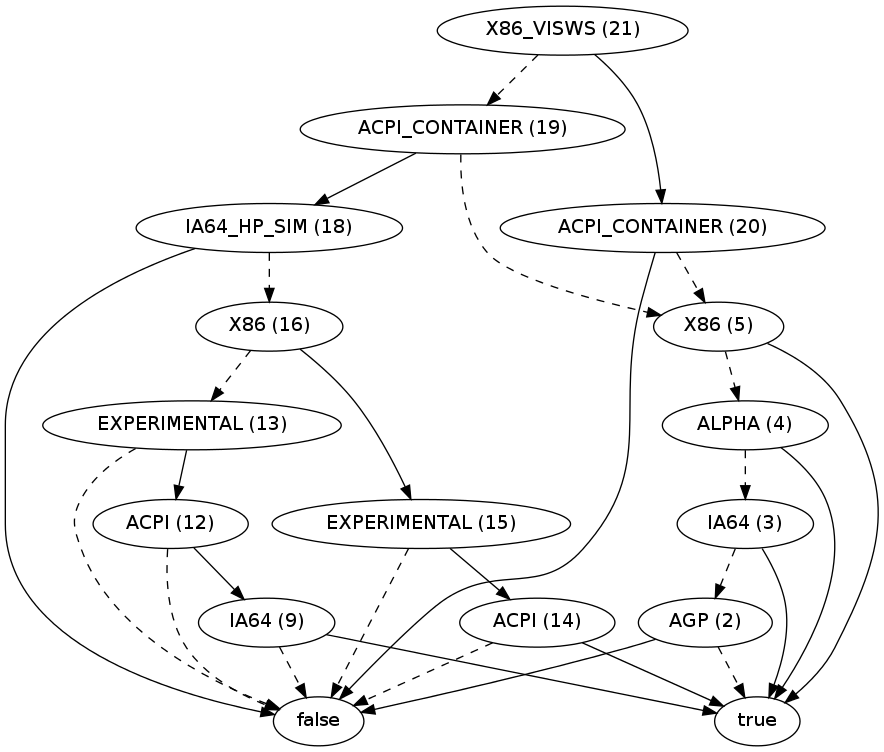 X86_VISWS (21)
ACPI_CONTAINER (19)
IA64_HP_SIM (18)
ACPI_CONTAINER (20)
X86 (16)
X86 (5)
EXPERIMENTAL (13)
ALPHA (4)
ACPI (12)
EXPERIMENTAL (15)
IA64 (3)
IA64 (9)
ACPI (14)
AGP (2)
false
true